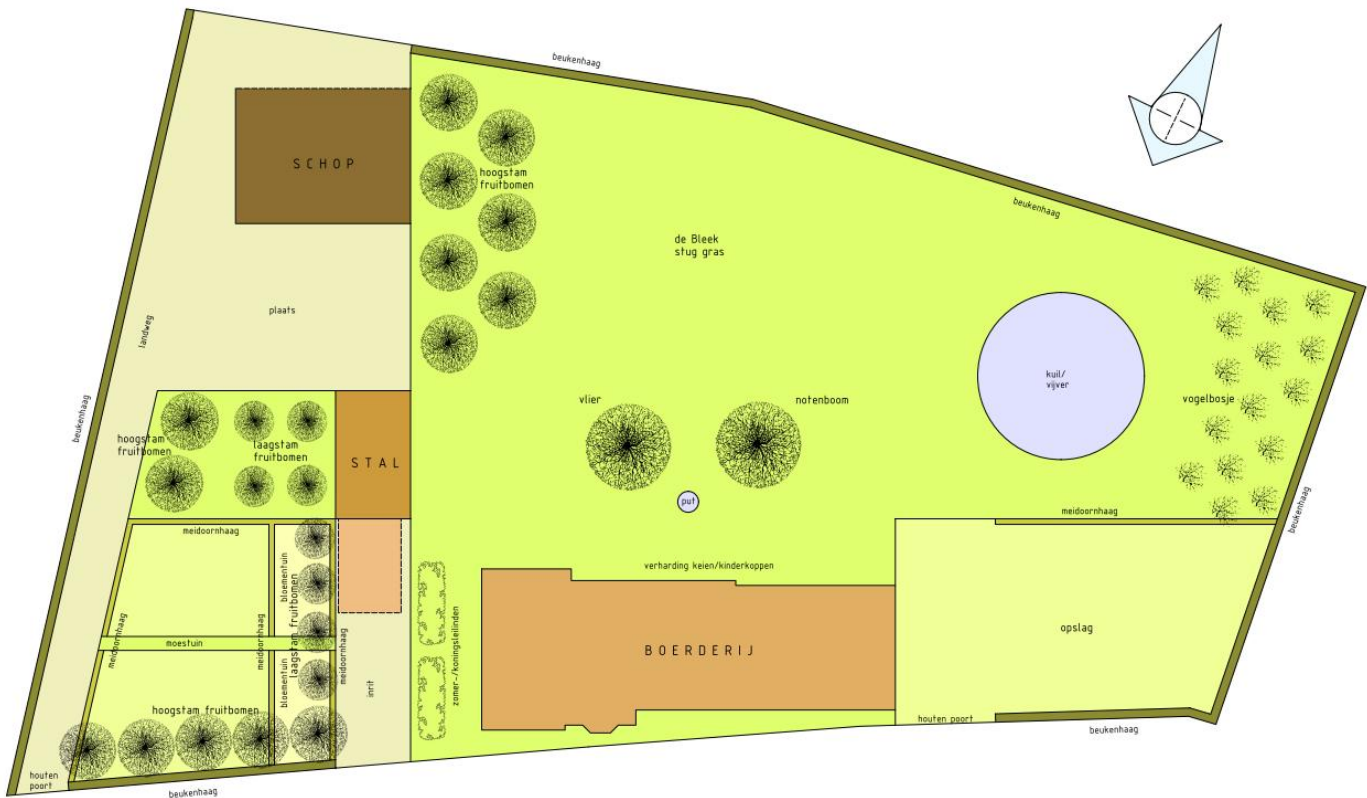 beukenhaag
SCHOP
hoogstam
fruitbomen
beukenhaag
de Bleek
stug gras
plaats
landweg
kuil/
vijver
vogelbosje
vlier
notenboom
beukenhaag
hoogstam
fruitbomen
laagstam
fruitbomen
STAL
put
meidoornhaag
beukenhaag
meidoornhaag
verharding keien/kinderkoppen
bloementuin
laagstam fruitbomen
meidoornhaag
moestuin
meidoornhaag
meidoornhaag
bloementuin
zomer-/koningsleilinden
BOERDERIJ
opslag
inrit
hoogstam fruitbomen
houten poort
beukenhaag
houten
poort
beukenhaag